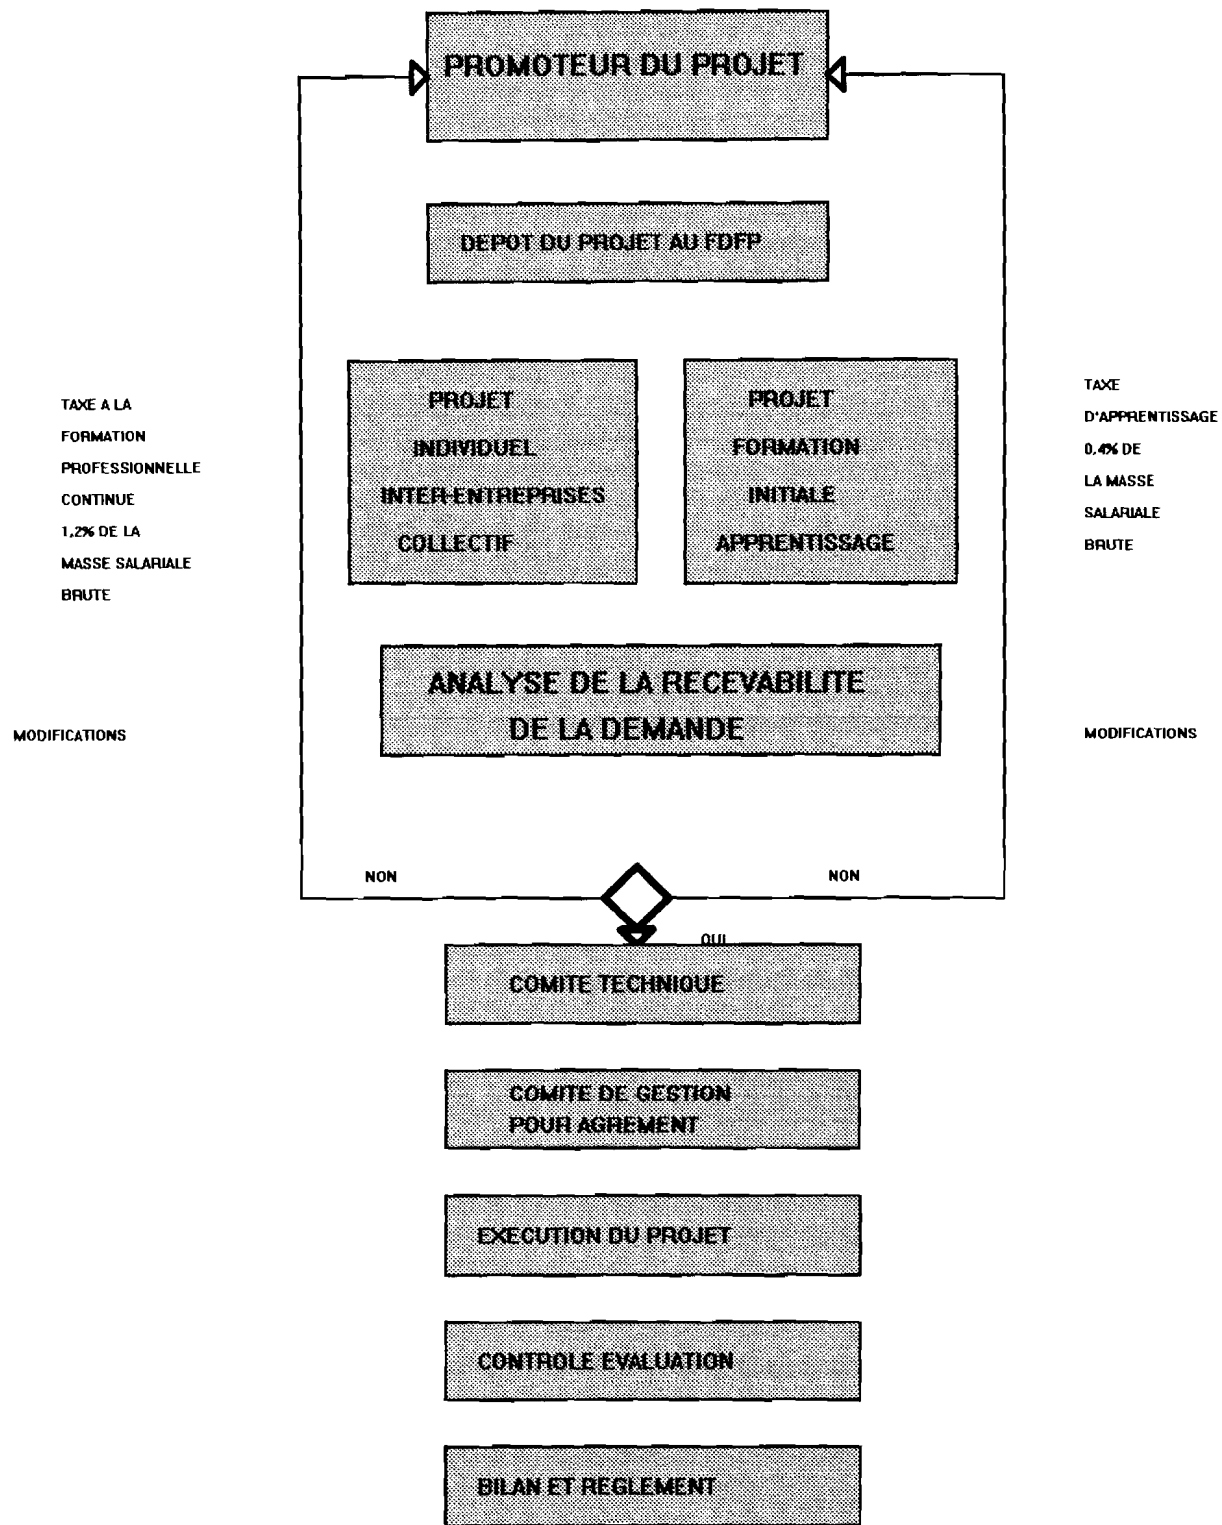 PROMOTEUR DU PROJET
DEPOT DU PROJET AU FDFP
TAXE A LA
FORMATION
PROFESSIONNELLE
CONTINUE
1,2% DE LA
MASSE SALARIALE
BRUTE
PROJET
INDIVIDUEL
INTER-ENTREPRISES
COLLECTIF
PROJET
FORMATION
INITIALE
APPRENTISSAGE
TAXE
D'APPRENTISSAGE
0,4% DE
LA MASSE
SALARIALE
BRUTE
ANALYSE DE LA RECEVABILITE
DE LA DEMANDE
MODIFICATIONS
MODIFICATIONS
NON
NON
OUI
COMITE TECHNIQUE
COMITE DE GESTION
POUR AGREMENT
EXECUTION DU PROJET
CONTROLE EVALUATION
BILAN ET REGLEMENT